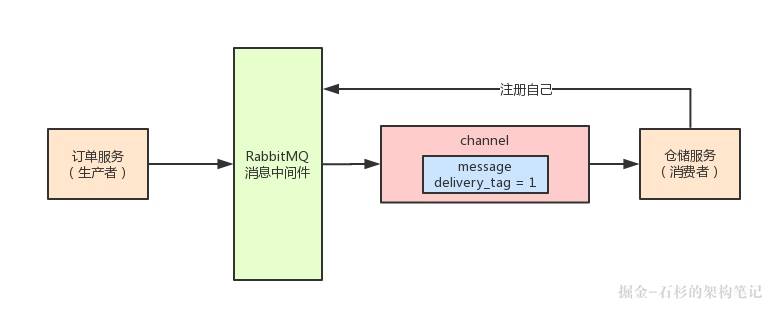 注册自己
订单服务
（生产者）
RabbitMQ
消息中间件
channel
message
delivery_tag = 1
仓储服务
（消费者）
掘金-石杉的架构笔记